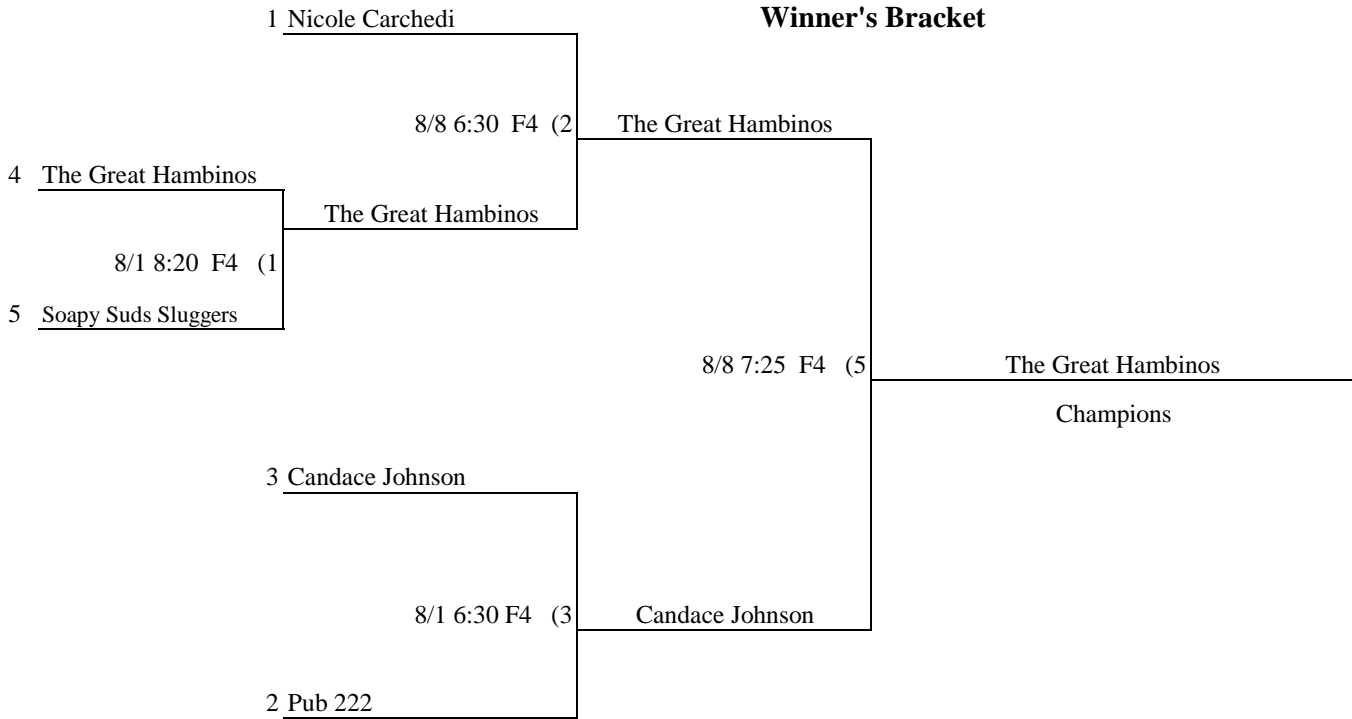 1 Nicole Carchedi
Winner's Bracket
8/8 6:30 F4 (2
The Great Hambinos
4 The Great Hambinos
The Great Hambinos
8/1 8:20 F4 (1
5 Soapy Suds Sluggers
8/8 7:25 F4 (5
The Great Hambinos
Champions
3 Candace Johnson
8/1 6:30 F4 (3
Candace Johnson
2 Pub 222